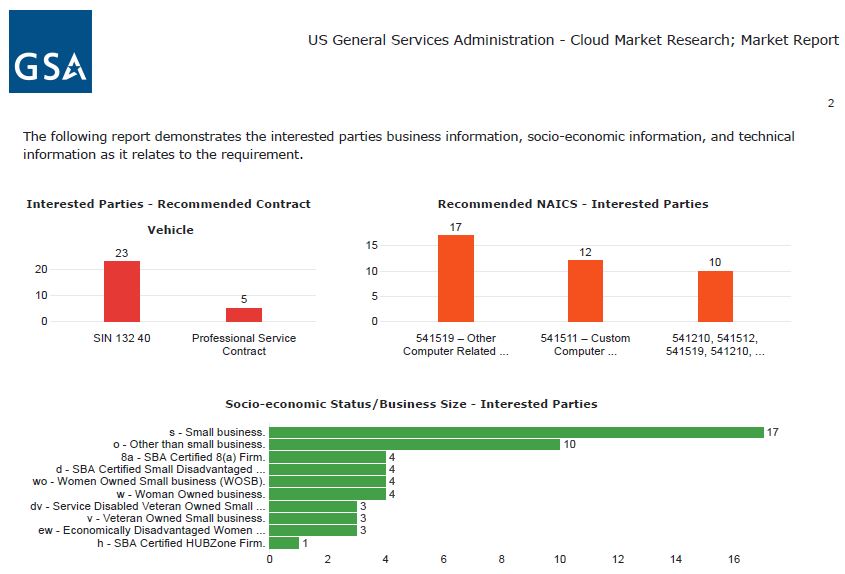 GSA
US General Services Administration - Cloud Market Research; Market Report
2
The following report demonstrates the interested parties business information, socio-economic information, and technical
information as it relates to the requirement.
Interested Parties - Recommended Contract
Vehicle
23
5
20
10
0
SIN 132 40
Professional Service
Contract
Recommended NAICS - Interested Parties
17
12
10
15
10
5
0
541519 – Other
Computer Related ...
541511 – Custom
Computer ...
541210, 541512,
541519, 541210, ...
Socio-economic Status/Business Size - Interested Parties
s - Small business. 17
o - Other than small business. 10
8a - SBA Certified 8(a) Firm. 4
d - SBA Certified Small Disadvantaged ... 4
wo - Women Owned Small business (WOSB). 4
w - Woman Owned business. 4
dv - Service Disabled Veteran Owned Small ... 3
v - Veteran Owned Small business. 3
ew - Economically Disadvantaged Women ... 3
h - SBA Certified HUBZone Firm. 1
0 2 4 6 8 10 12 14 16